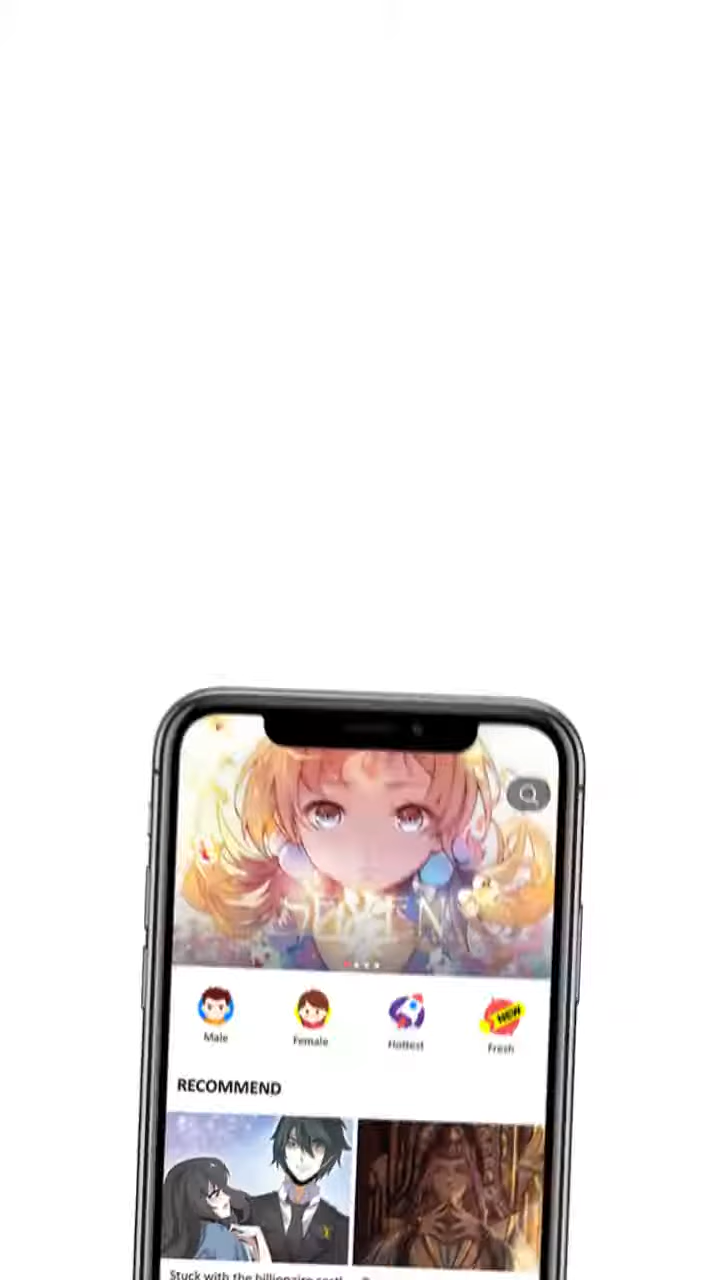 Male
Female
Hottest
NEW
Fresh
RECOMMEND
Stuck with the billionaire